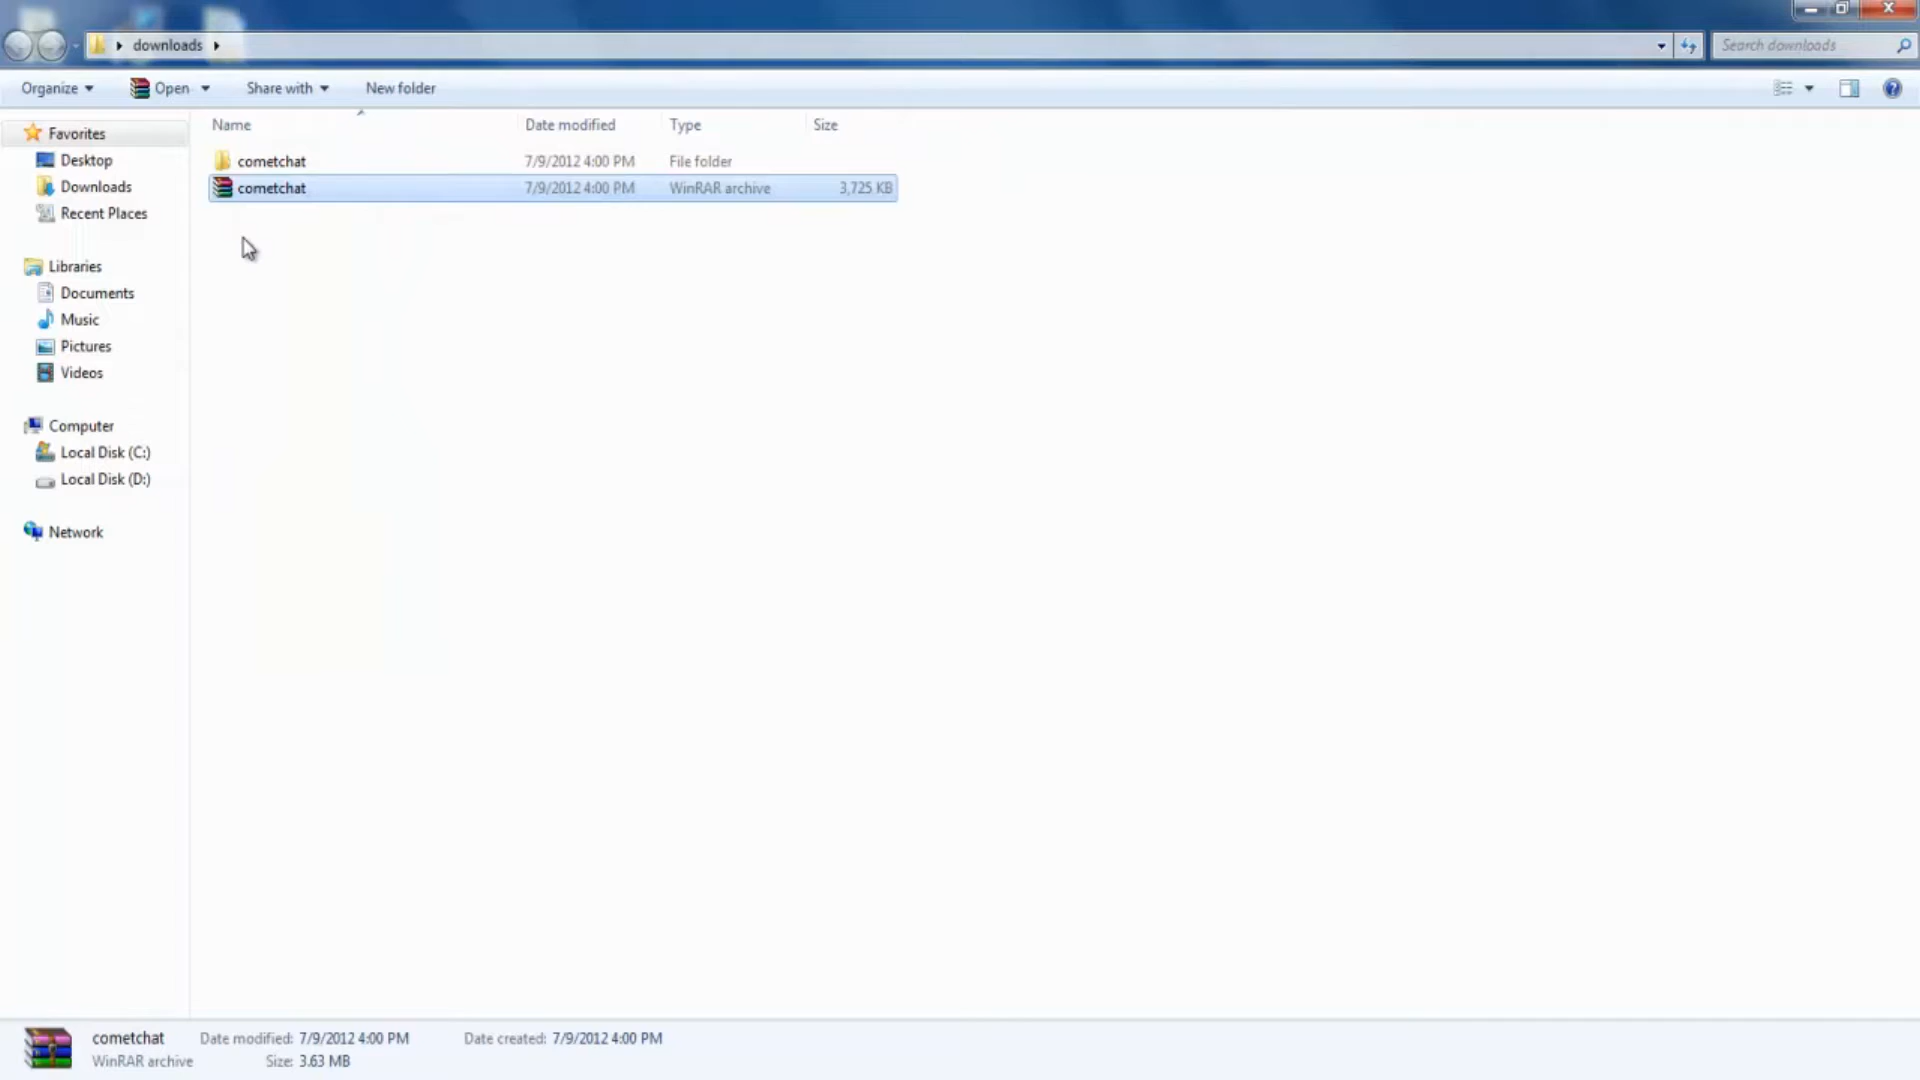 downloads
Search downloads
Organize Open Share with New folder
Name Date modified Type Size
Favorites
Desktop
Downloads
Recent Places
Libraries
Documents
Music
Pictures
Videos
Computer
Local Disk (C:)
Local Disk (D:)
Network
cometchat 7/9/2012 4:00 PM File folder
cometchat 7/9/2012 4:00 PM WinRAR archive 3,725 KB
cometchat Date modified: 7/9/2012 4:00 PM Date created: 7/9/2012 4:00 PM
WinRAR archive Size: 3.63 MB